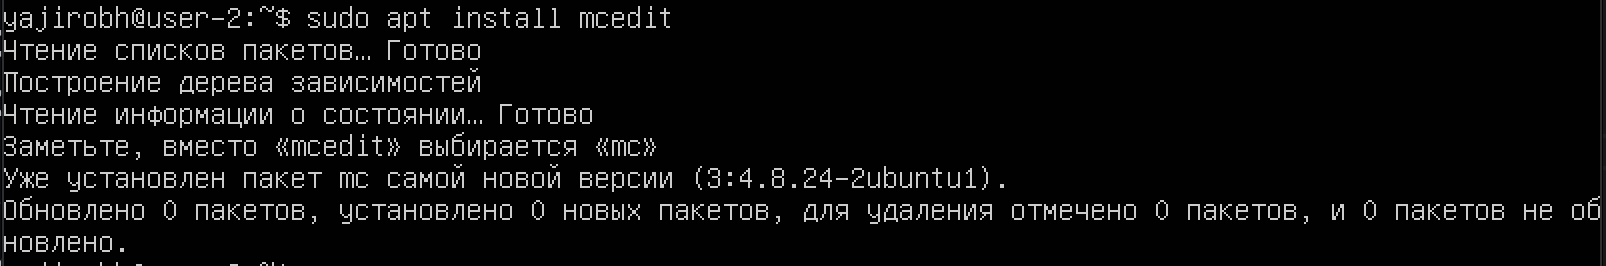 yajirobh@user-2:~$ sudo apt install mcedit
Чтение списков пакетов… Готово
Построение дерева зависимостей
Чтение информации о состоянии… Готово
Заметьте, вместо «mcedit» выбирается «mc»
Уже установлен пакет mc самой новой версии (3:4.8.24-2ubuntu1).
Обновлено 0 пакетов, установлено 0 новых пакетов, для удаления отмечено 0 пакетов, и 0 пакетов не об
новлено.